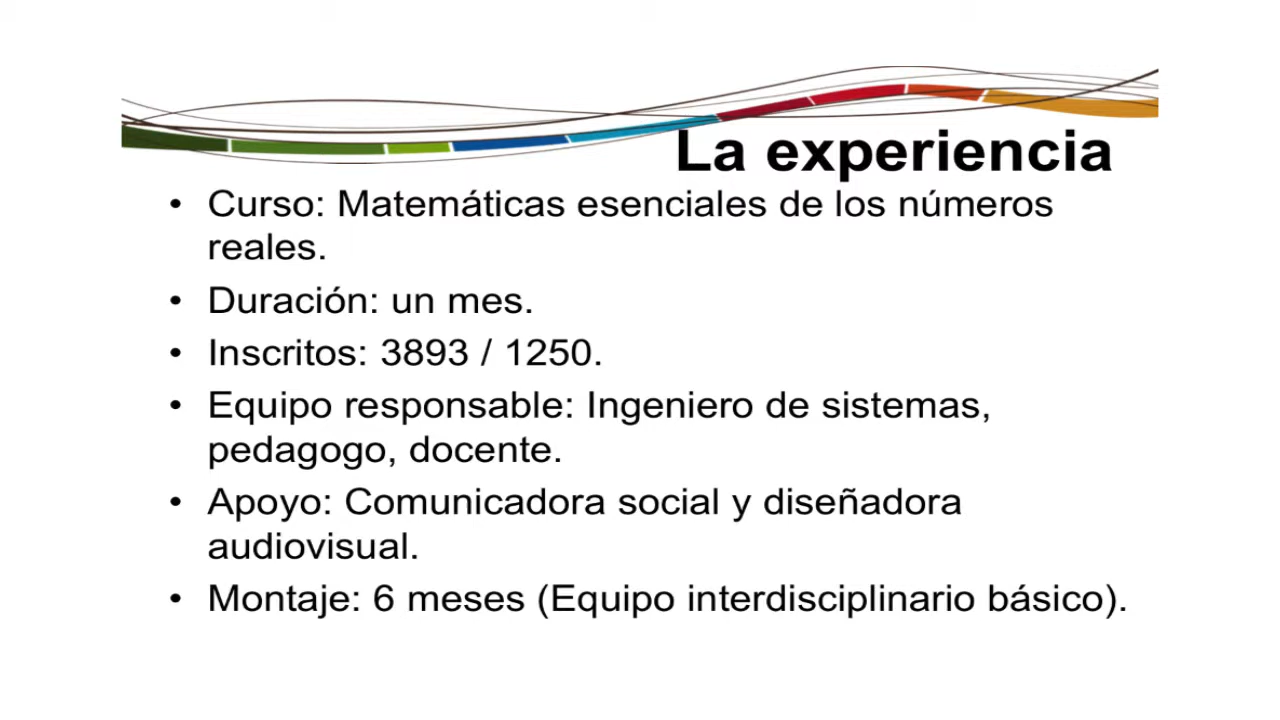 La experiencia
• Curso: Matemáticas esenciales de los números
reales.
• Duración: un mes.
• Inscritos: 3893 / 1250.
• Equipo responsable: Ingeniero de sistemas,
pedagogo, docente.
• Apoyo: Comunicadora social y diseñadora
audiovisual.
• Montaje: 6 meses (Equipo interdisciplinario básico).